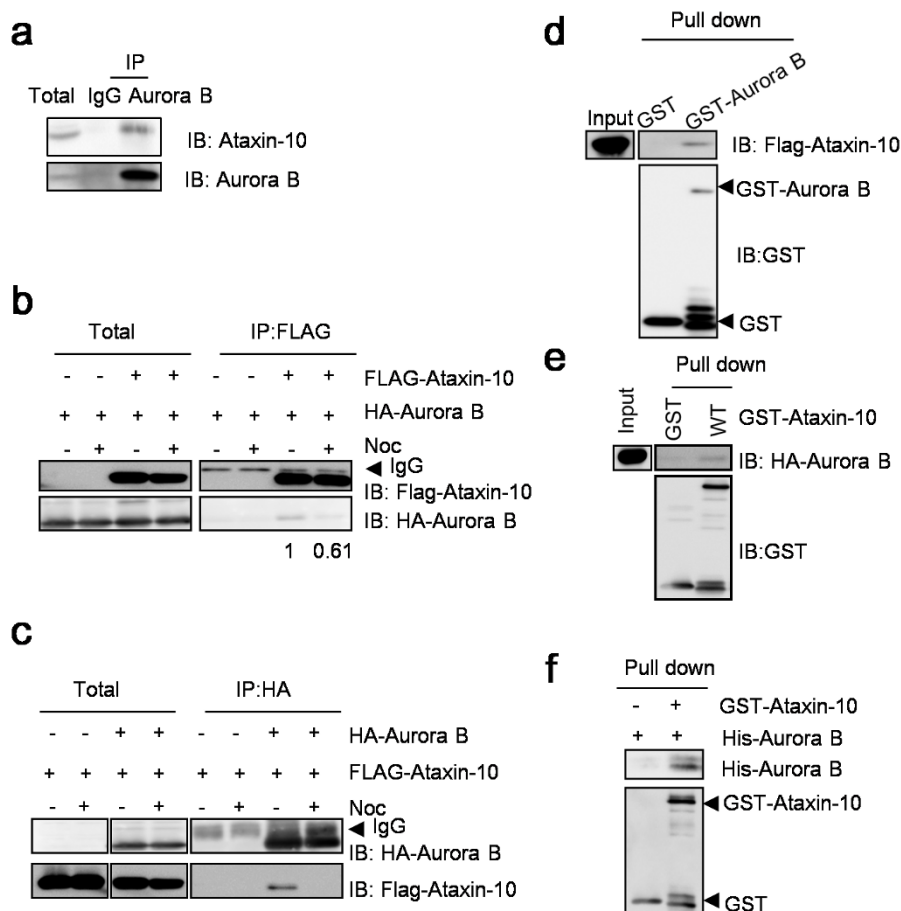 a
IP
Total IgG Aurora B
IB: Ataxin-10
IB: Aurora B
b
Total IP:FLAG
- - + + - - + + FLAG-Ataxin-10
+ + + + + + + + HA-Aurora B
- + - + - + - + Noc
IgG
IB: Flag-Ataxin-10
IB: HA-Aurora B
1 0.61
c
Total IP:HA
- - + + - - + + HA-Aurora B
+ + + + + + + + FLAG-Ataxin-10
- + - + - + - + Noc
IgG
IB: HA-Aurora B
IB: Flag-Ataxin-10
d
Pull down
Input GST GST-Aurora B
IB: Flag-Ataxin-10
GST-Aurora B
IB:GST
GST
e
Pull down
Input GST WT GST-Ataxin-10
IB: HA-Aurora B
IB:GST
f
Pull down
- + GST-Ataxin-10
+ + His-Aurora B
His-Aurora B
GST-Ataxin-10
GST